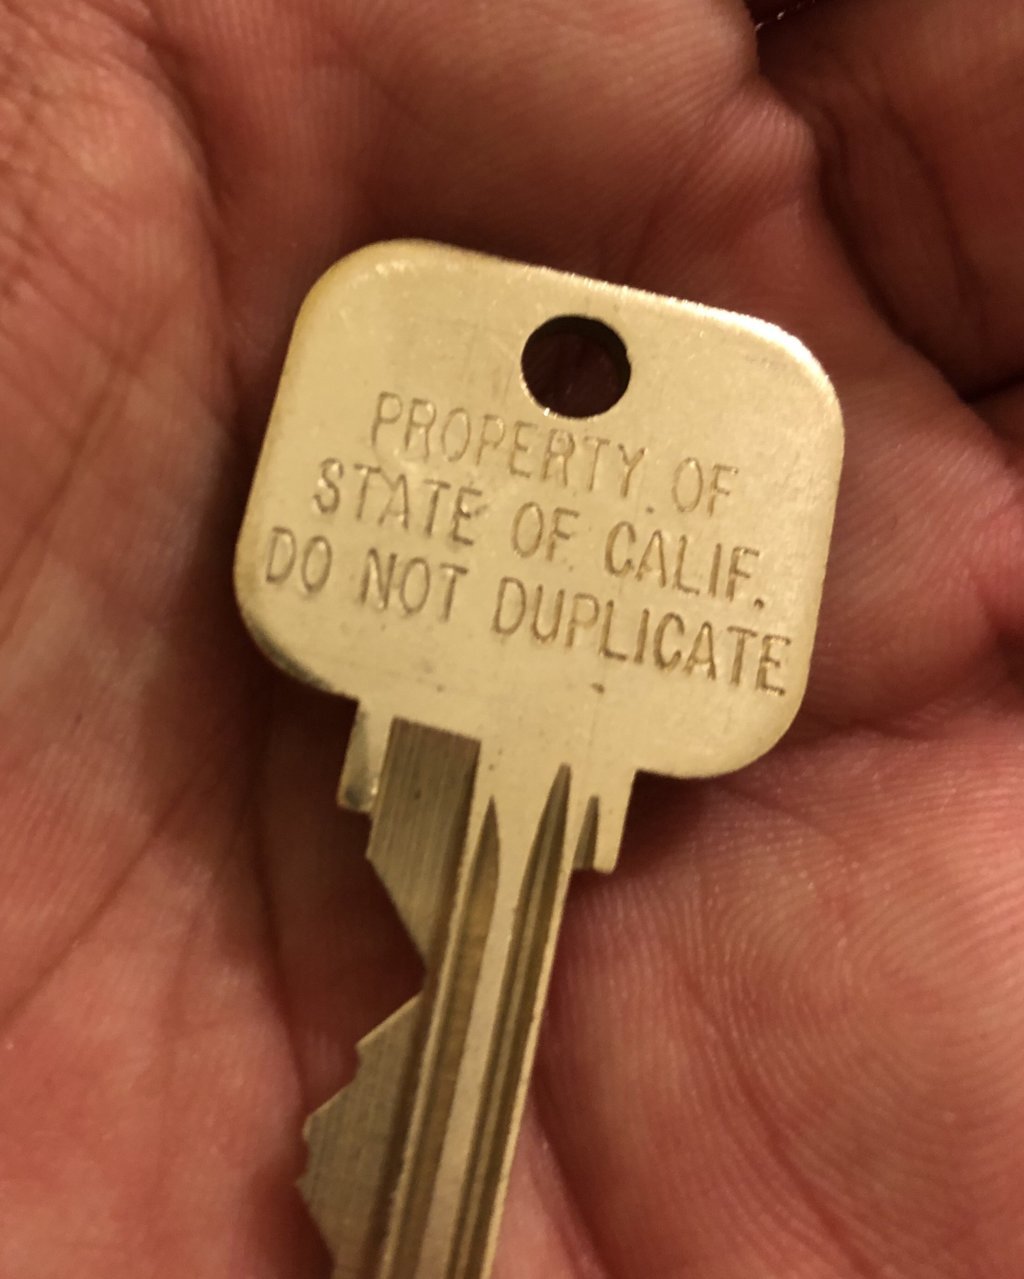 PROPERTY OF
STATE OF CALIF.
DO NOT DUPLICATE